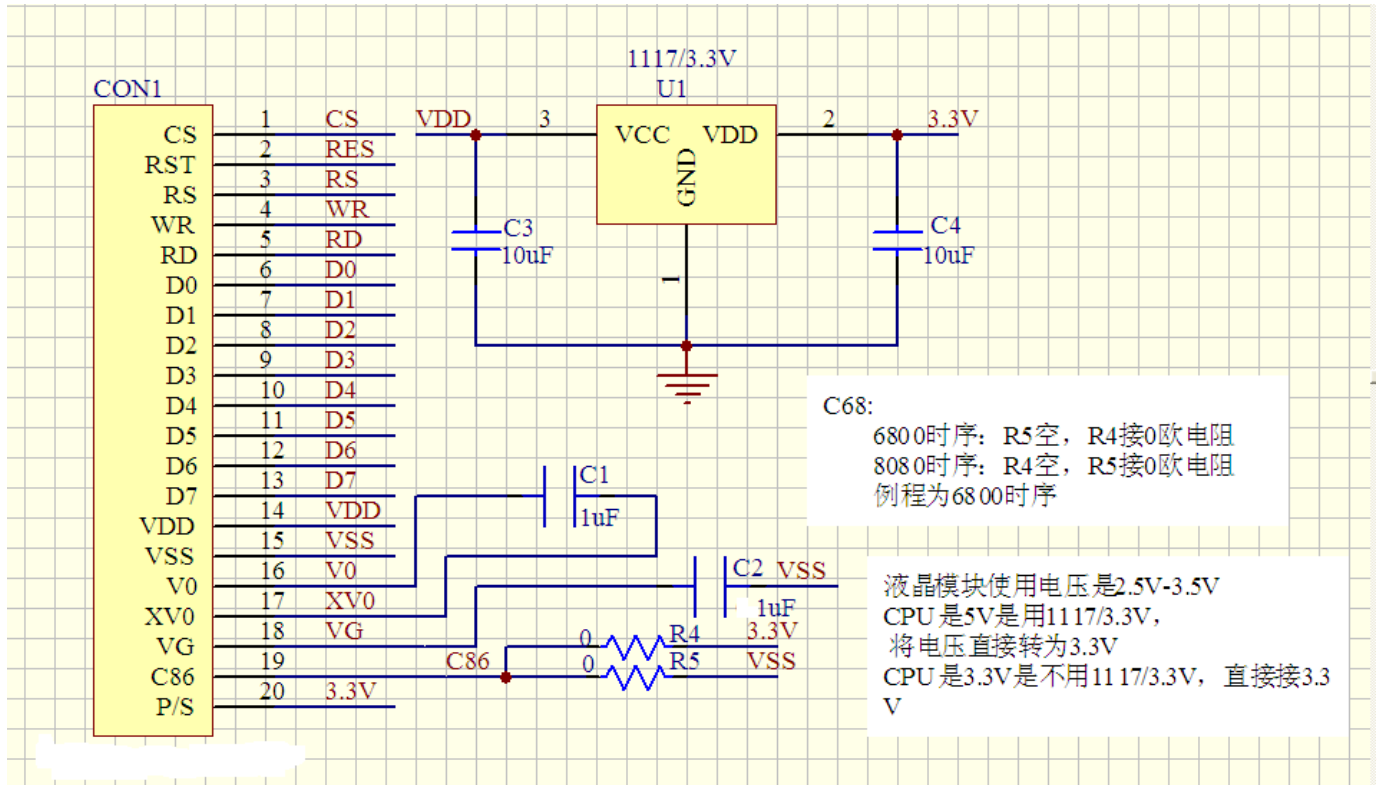 CON1
CS 1 CS
RST 2 RES
RS 3 RS
WR 4 WR
RD 5 RD
D0 6 D0
D1 7 D1
D2 8 D2
D3 9 D3
D4 10 D4
D5 11 D5
D6 12 D6
D7 13 D7
VDD 14 VDD
VSS 15 VSS
V0 16 V0
XV0 17 XV0
VG 18 VG
C86 19 C86
P/S 20 3.3V
1117/3.3V
U1
VDD 3 VCC VDD 2 3.3V
GND
1
C3
10uF
C4
10uF
C1
1uF
C2 VSS
1uF
0 R4 3.3V
0 R5 VSS
C68:
6800时序：R5空，R4接0欧电阻
8080时序：R4空，R5接0欧电阻
例程为6800时序
液晶模块使用电压是2.5V-3.5V
CPU是5V是用1117/3.3V，
将电压直接转为3.3V
CPU是3.3V是不用1117/3.3V，直接接3.3
V